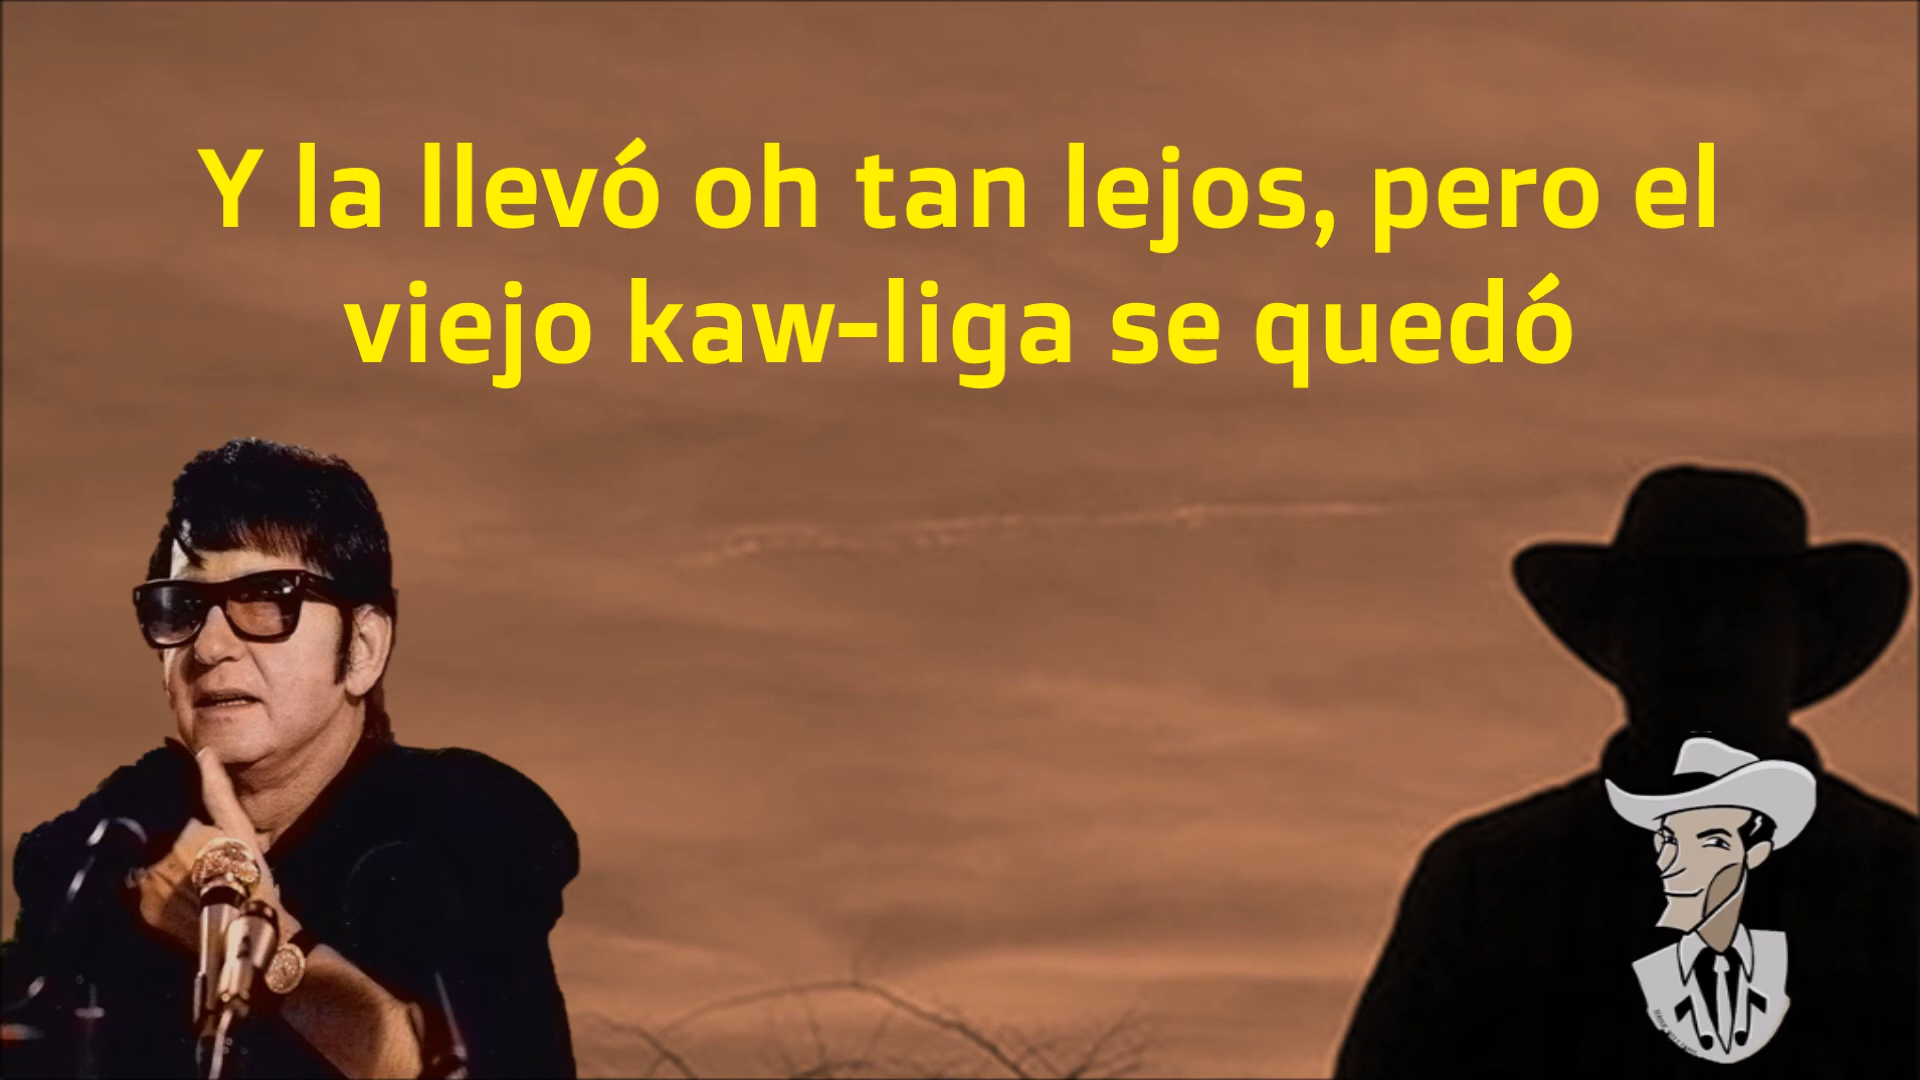 Y la llevó oh tan lejos, pero el
viejo kaw-liga se quedó